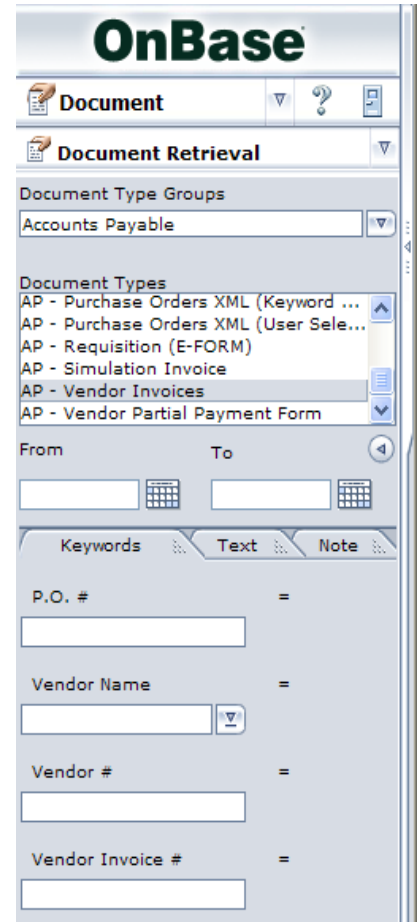 OnBase
Document
Document Retrieval
Document Type Groups
Accounts Payable
Document Types
AP - Purchase Orders XML (Keyword ...
AP - Purchase Orders XML (User Sele...
AP - Requisition (E-FORM)
AP - Simulation Invoice
AP - Vendor Invoices
AP - Vendor Partial Payment Form
From To
Keywords Text Note
P.O. # =
Vendor Name =
Vendor # =
Vendor Invoice # =